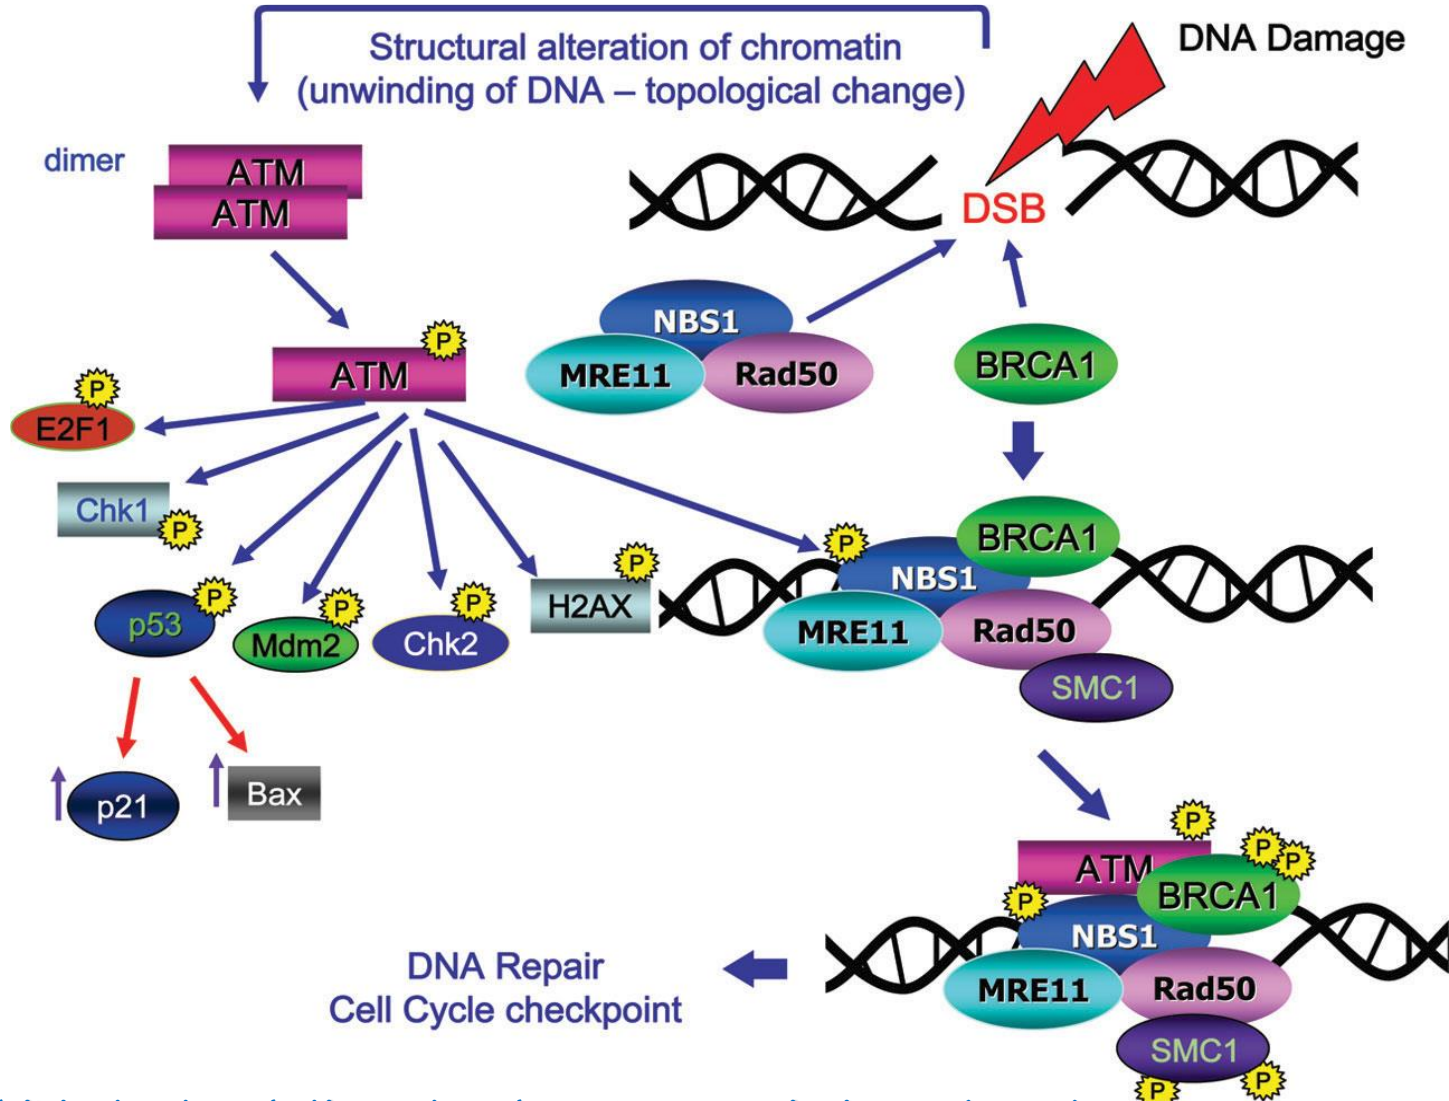 Structural alteration of chromatin
(unwinding of DNA – topological change)
DNA Damage
dimer
ATM
ATM
DSB
P
ATM
NBS1
MRE11
Rad50
BRCA1
P
E2F1
Chk1
P
P
p53
P
Mdm2
P
Chk2
P
H2AX
P
NBS1
BRCA1
MRE11
Rad50
SMC1
p21
Bax
P
ATM
P
P
BRCA1
P
NBS1
MRE11
Rad50
SMC1
P
P
DNA Repair
Cell Cycle checkpoint